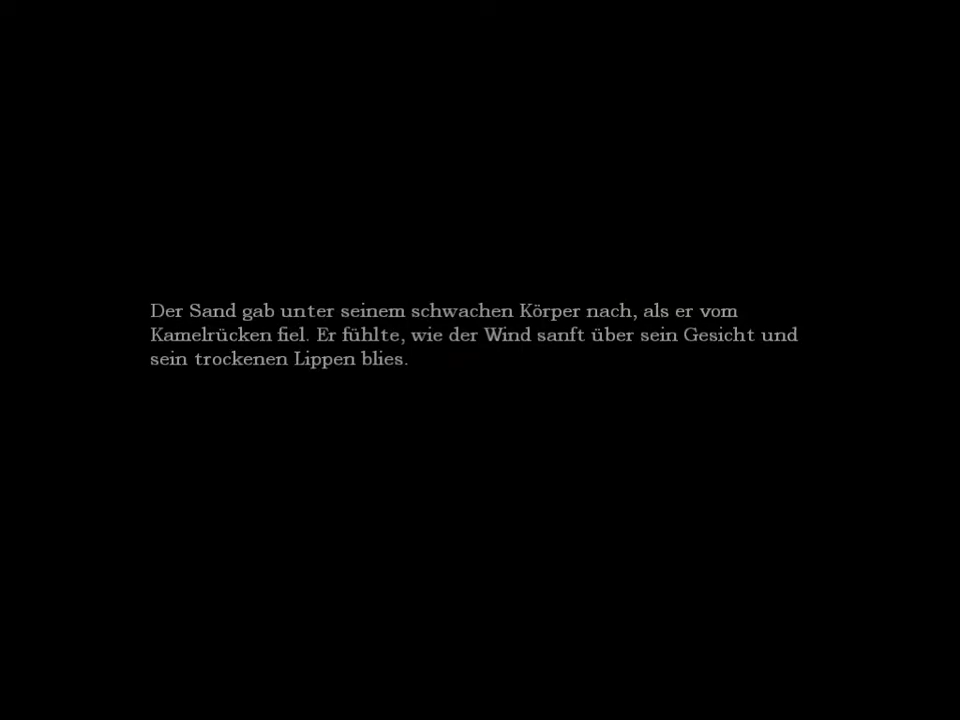 Der Sand gab unter seinem schwachen Körper nach, als er vom
Kamelrücken fiel. Er fühlte, wie der Wind sanft über sein Gesicht und
sein trockenen Lippen blies.